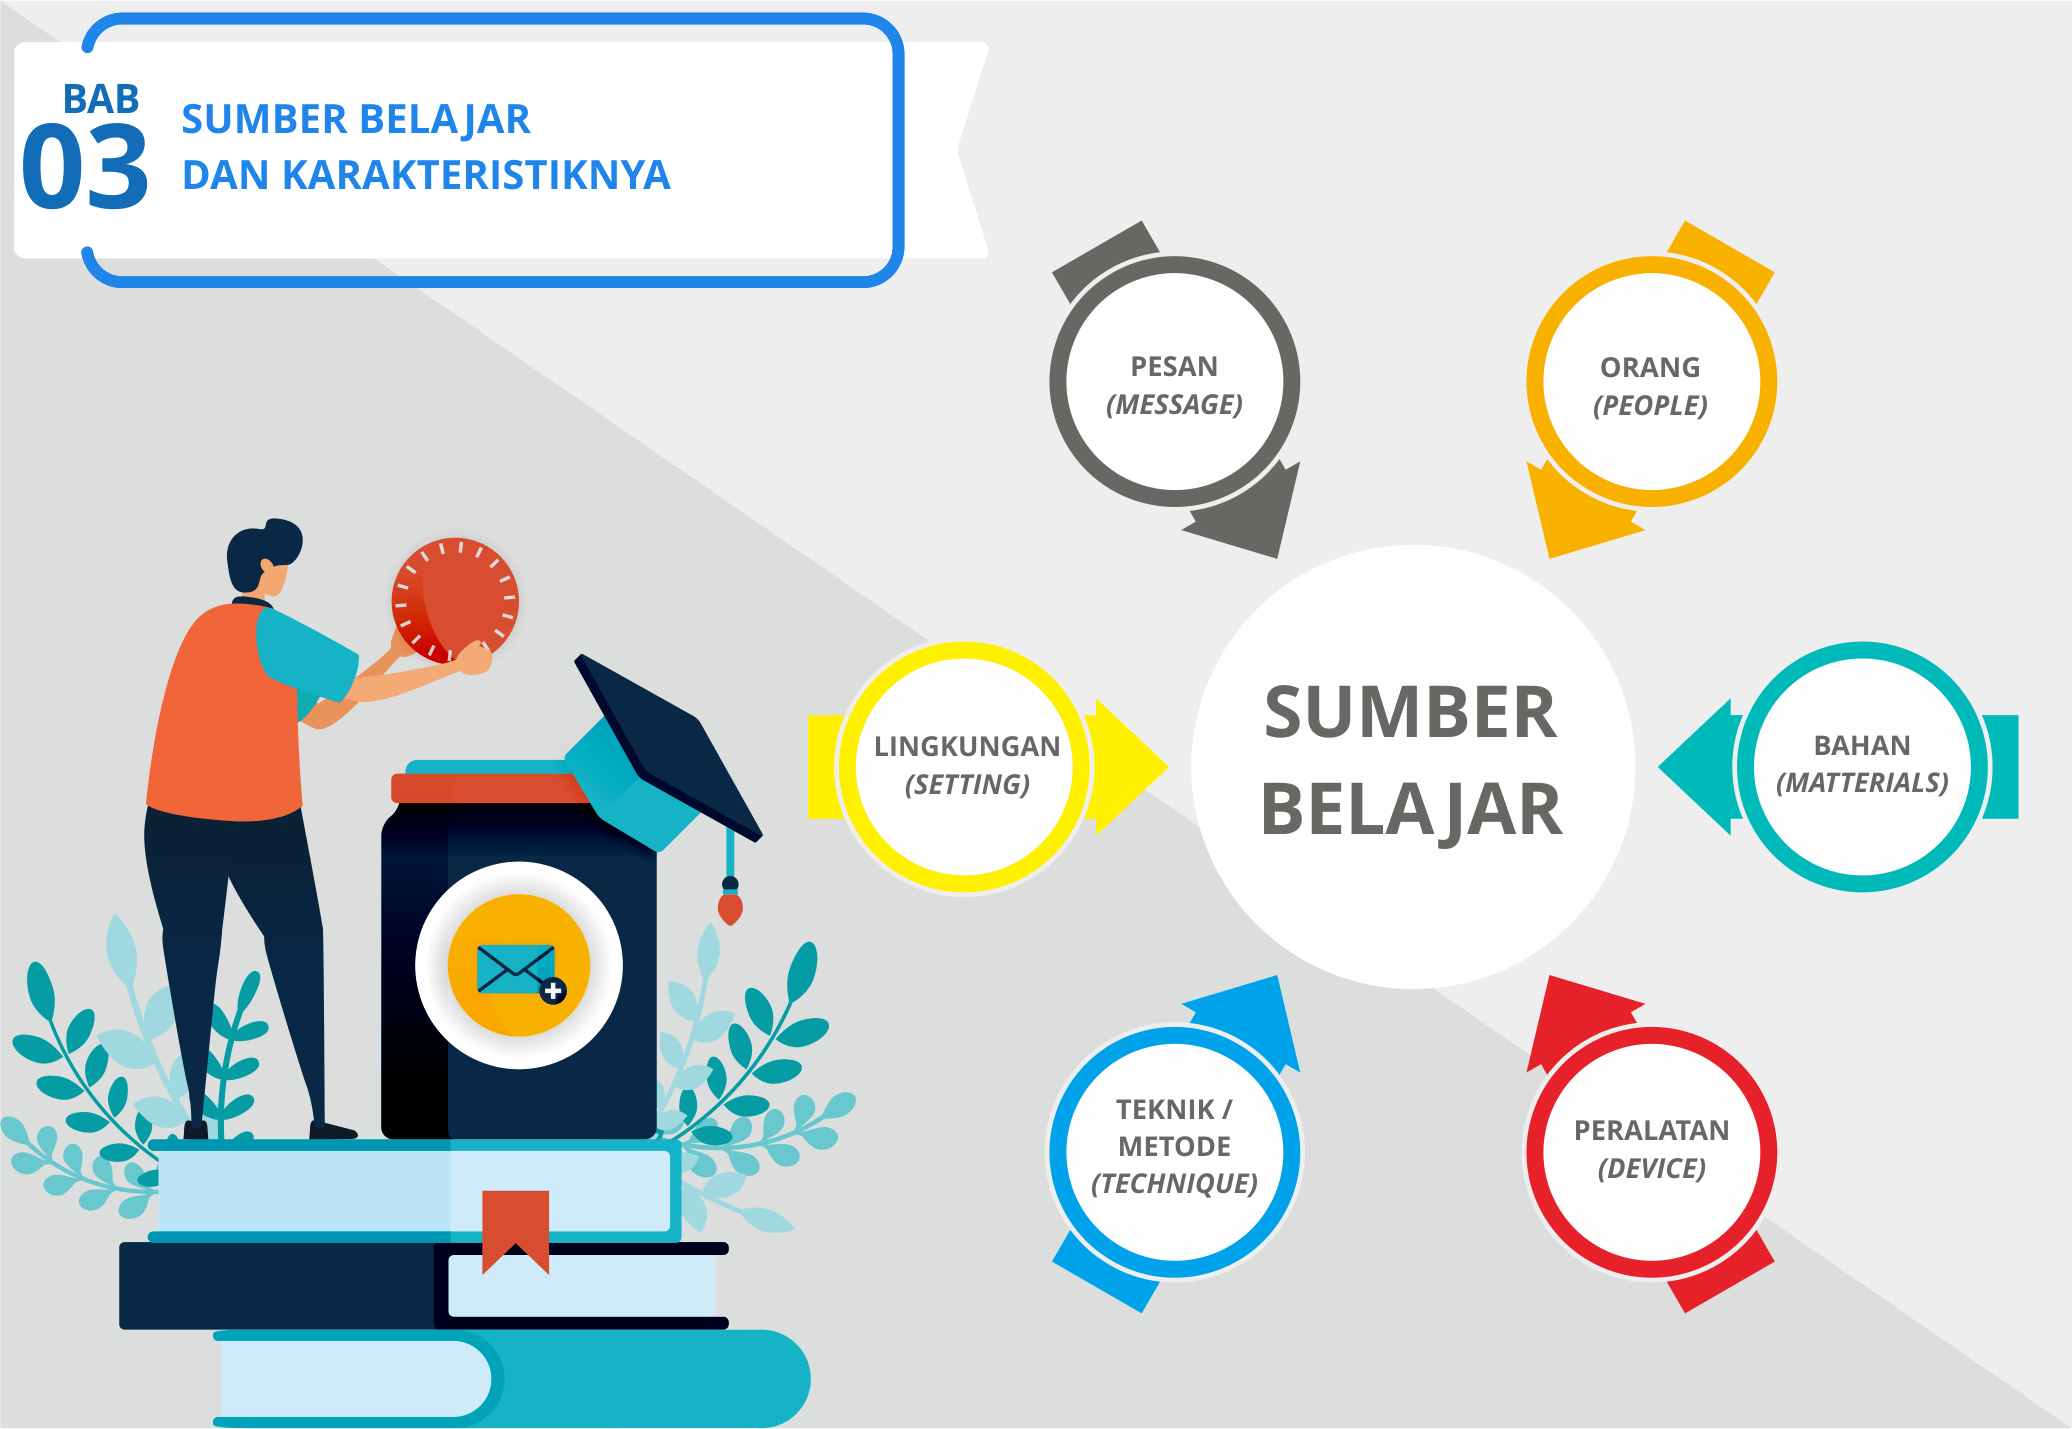 BAB
03
SUMBER BELAJAR
DAN KARAKTERISTIKNYA
PESAN
(MESSAGE)
ORANG
(PEOPLE)
LINGKUNGAN
(SETTING)
SUMBER
BELAJAR
BAHAN
(MATTERIALS)
TEKNIK /
METODE
(TECHNIQUE)
PERALATAN
(DEVICE)